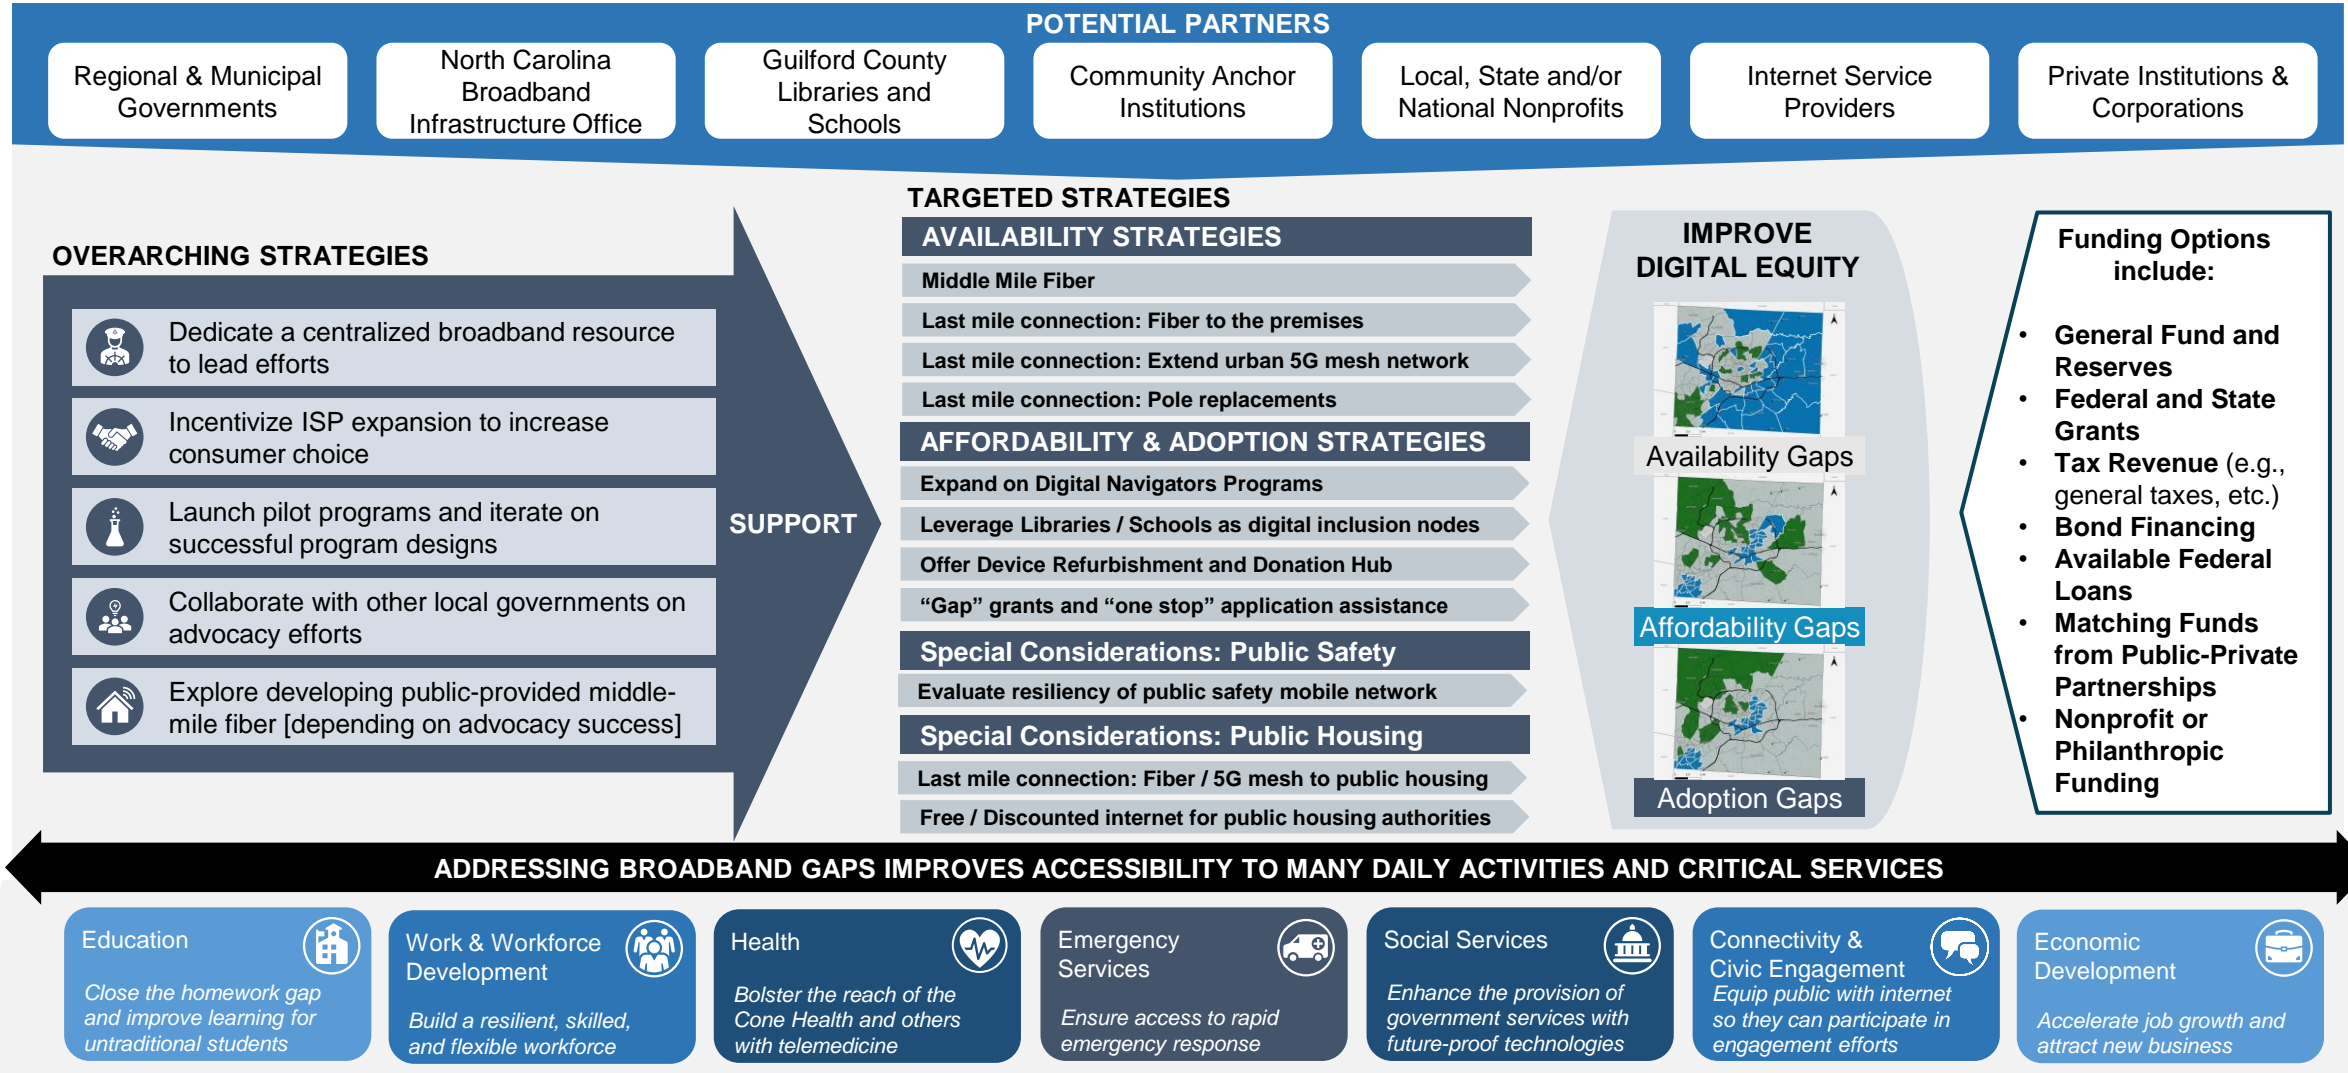 POTENTIAL PARTNERS
Regional & Municipal
Governments
North Carolina
Broadband
Infrastructure Office
Guilford County
Libraries and
Schools
Community Anchor
Institutions
Local, State and/or
National Nonprofits
Internet Service
Providers
Private Institutions &
Corporations
OVERARCHING STRATEGIES
Dedicate a centralized broadband resource
to lead efforts
Incentivize ISP expansion to increase
consumer choice
Launch pilot programs and iterate on
successful program designs
Collaborate with other local governments on
advocacy efforts
Explore developing public-provided middle-
mile fiber [depending on advocacy success]
SUPPORT
TARGETED STRATEGIES
AVAILABILITY STRATEGIES
Middle Mile Fiber
Last mile connection: Fiber to the premises
Last mile connection: Extend urban 5G mesh network
Last mile connection: Pole replacements
AFFORDABILITY & ADOPTION STRATEGIES
Expand on Digital Navigators Programs
Leverage Libraries / Schools as digital inclusion nodes
Offer Device Refurbishment and Donation Hub
“Gap” grants and “one stop” application assistance
Special Considerations: Public Safety
Evaluate resiliency of public safety mobile network
Special Considerations: Public Housing
Last mile connection: Fiber / 5G mesh to public housing
Free / Discounted internet for public housing authorities
IMPROVE
DIGITAL EQUITY
Availability Gaps
Affordability Gaps
Adoption Gaps
Funding Options
include:
• General Fund and
Reserves
• Federal and State
Grants
• Tax Revenue (e.g.,
general taxes, etc.)
• Bond Financing
• Available Federal
Loans
• Matching Funds
from Public-Private
Partnerships
• Nonprofit or
Philanthropic
Funding
ADDRESSING BROADBAND GAPS IMPROVES ACCESSIBILITY TO MANY DAILY ACTIVITIES AND CRITICAL SERVICES
Education
Close the homework gap
and improve learning for
untraditional students
Work & Workforce
Development
Build a resilient, skilled,
and flexible workforce
Health
Bolster the reach of the
Cone Health and others
with telemedicine
Emergency
Services
Ensure access to rapid
emergency response
Social Services
Enhance the provision of
government services with
future-proof technologies
Connectivity &
Civic Engagement
Equip public with internet
so they can participate in
engagement efforts
Economic
Development
Accelerate job growth and
attract new business